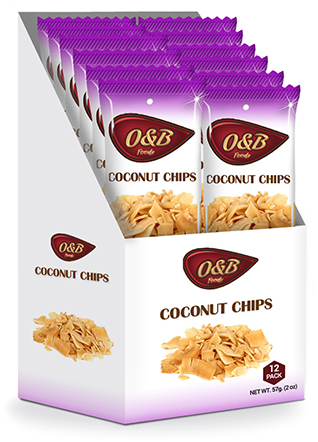 O&B
Foods
COCONUT CHIPS
O&B
Foods
COCONUT CHIPS
O&B
Foods
COCONUT CHIPS
O&B
Foods
COCONUT CHIPS
12
PACK
NET WT. 57g. (2 oz)